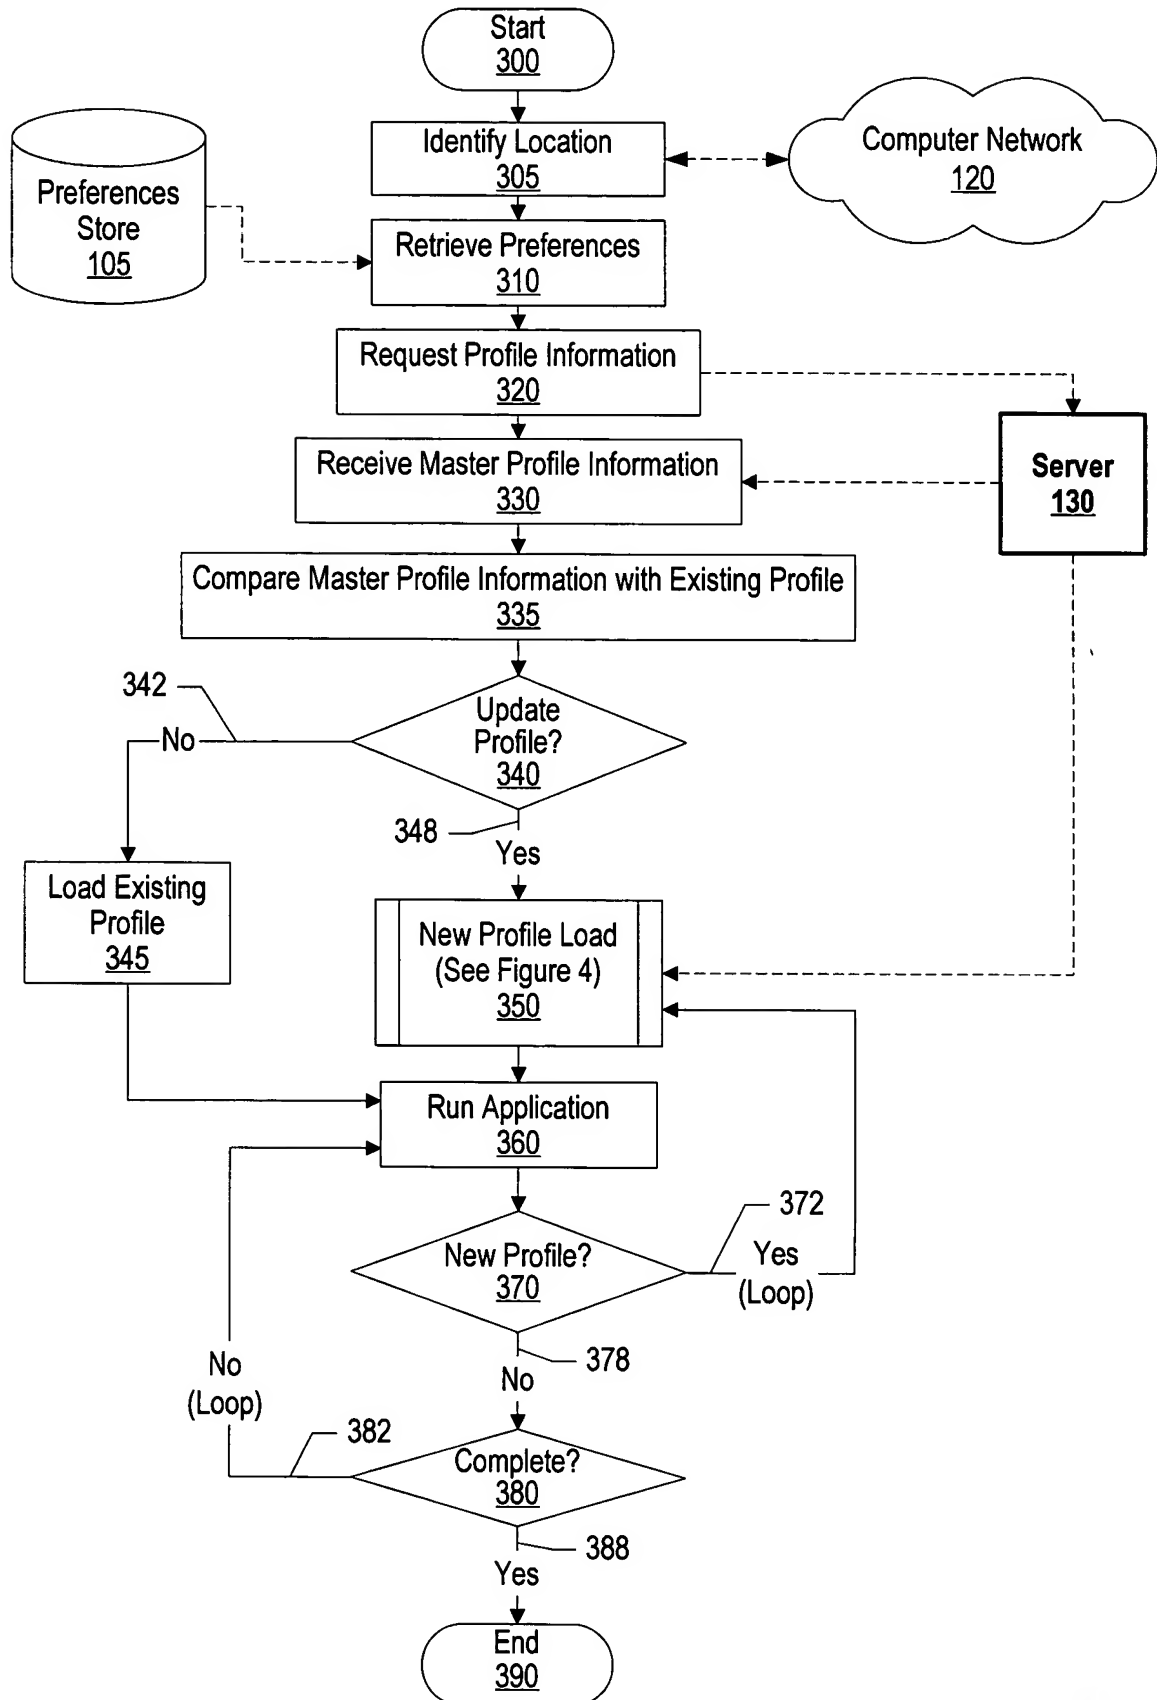 Start
300
Identify Location
305
Computer Network
120
Preferences
Store
105
Retrieve Preferences
310
Request Profile Information
320
Receive Master Profile Information
330
Server
130
Compare Master Profile Information with Existing Profile
335
342
No
Update
Profile?
340
348
Yes
Load Existing
Profile
345
New Profile Load
(See Figure 4)
350
Run Application
360
372
New Profile?
370
Yes
(Loop)
378
No
No
(Loop)
382
Complete?
380
388
Yes
End
390